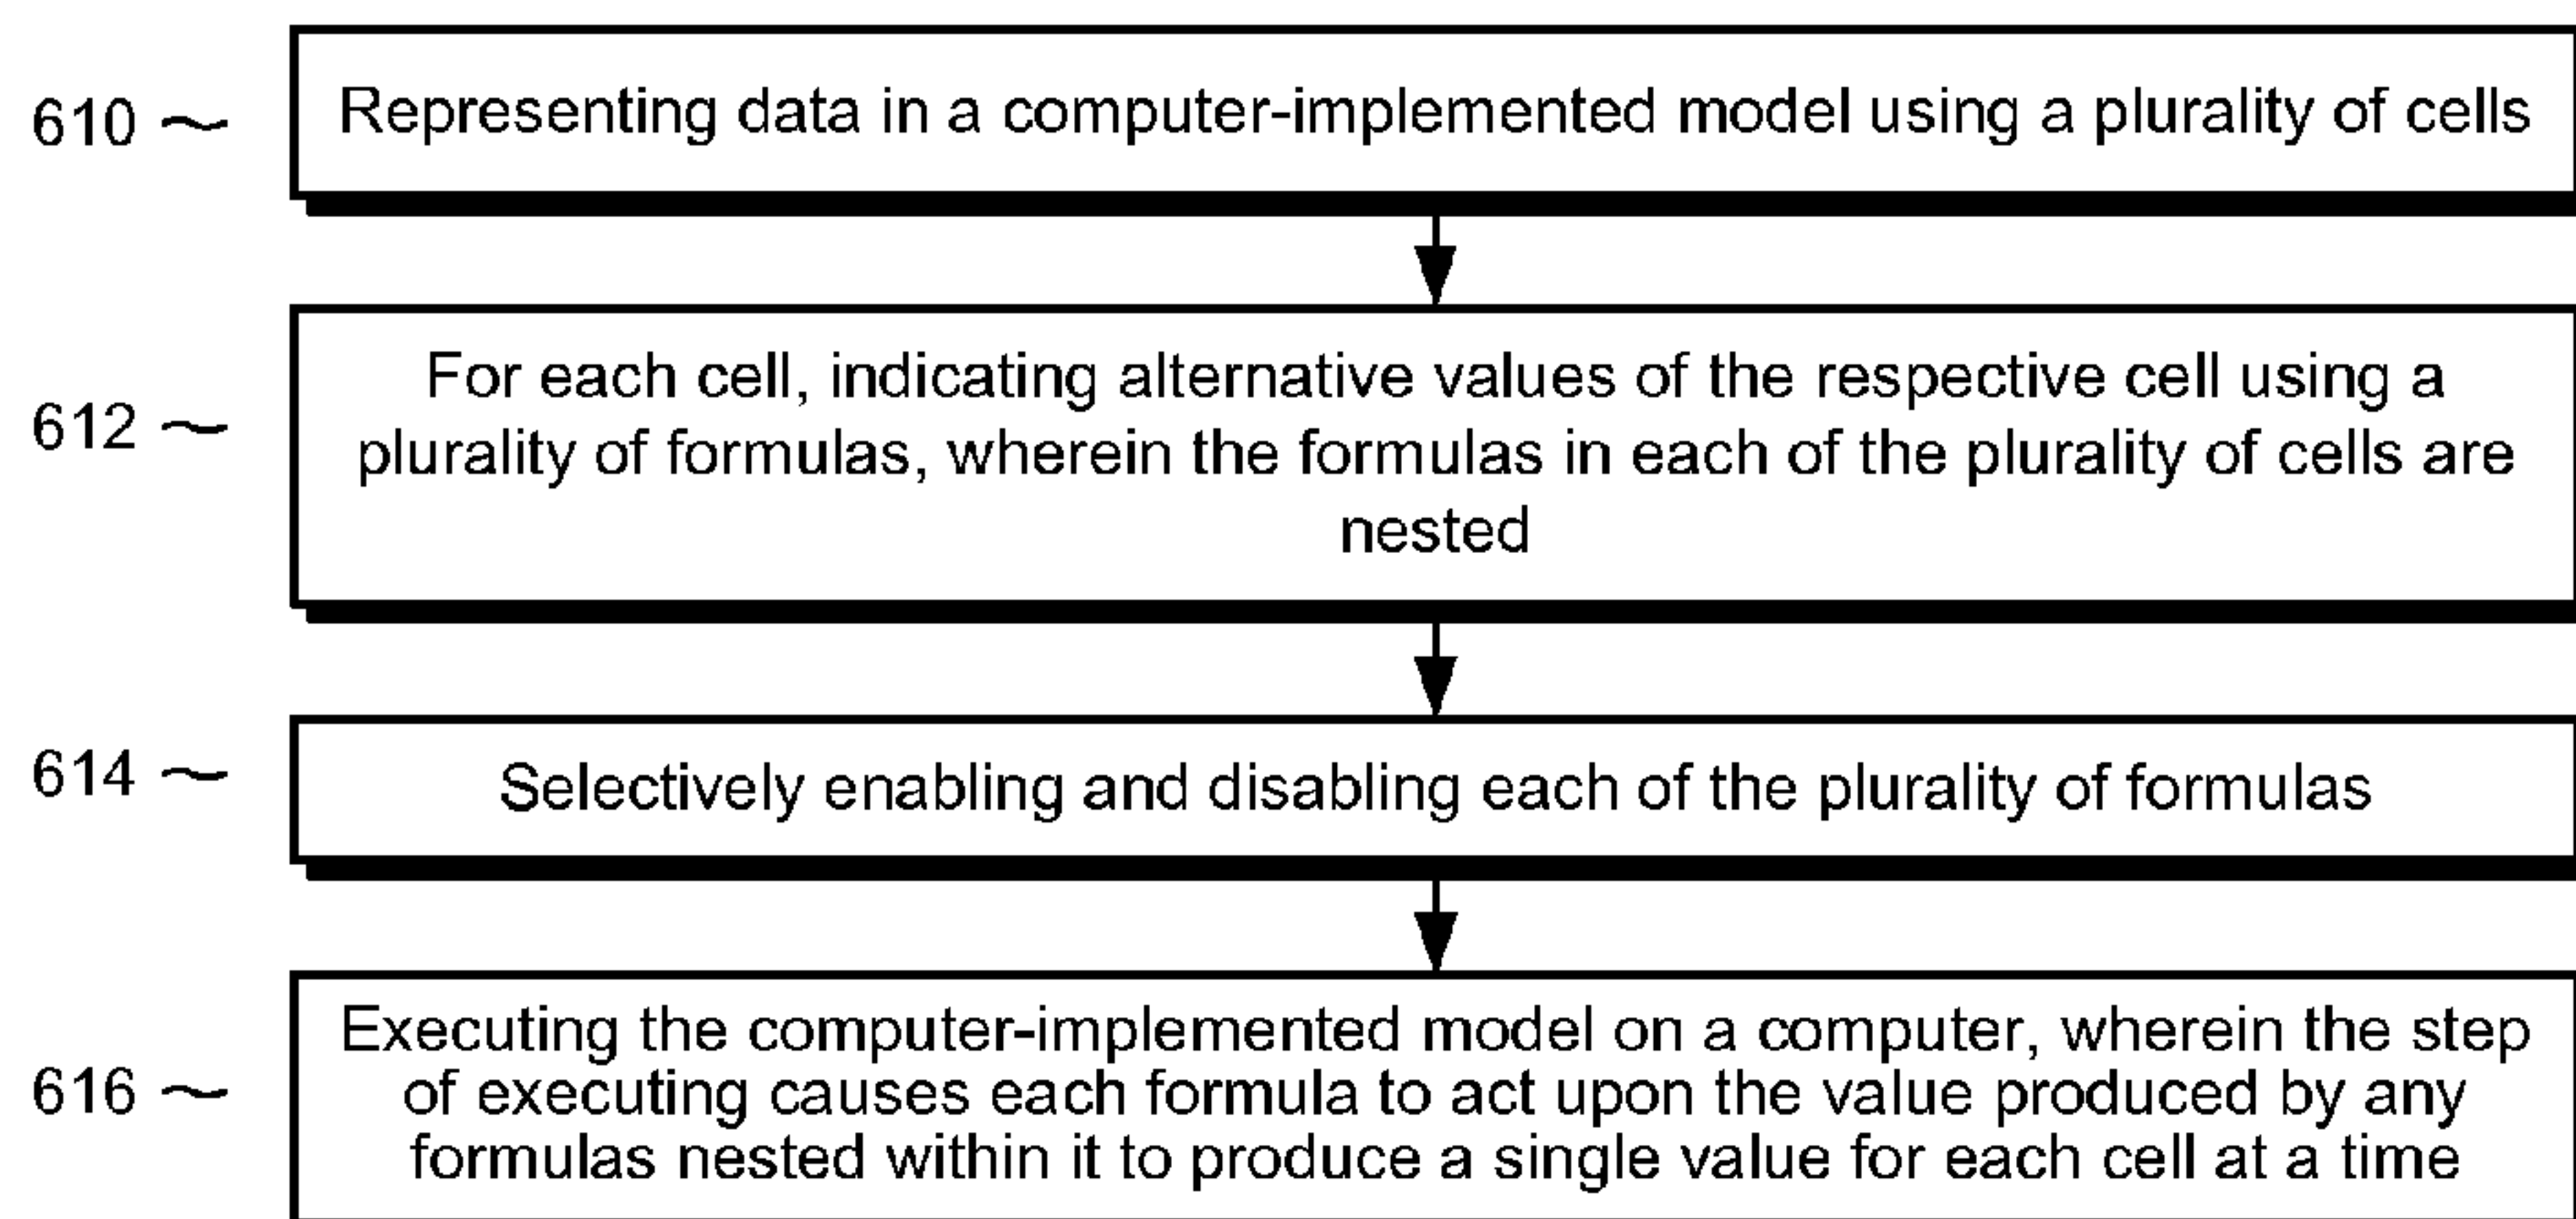 610 ~ Representing data in a computer-implemented model using a plurality of cells
612 ~ For each cell, indicating alternative values of the respective cell using a
plurality of formulas, wherein the formulas in each of the plurality of cells are
nested
614 ~ Selectively enabling and disabling each of the plurality of formulas
616 ~ Executing the computer-implemented model on a computer, wherein the step
of executing causes each formula to act upon the value produced by any
formulas nested within it to produce a single value for each cell at a time